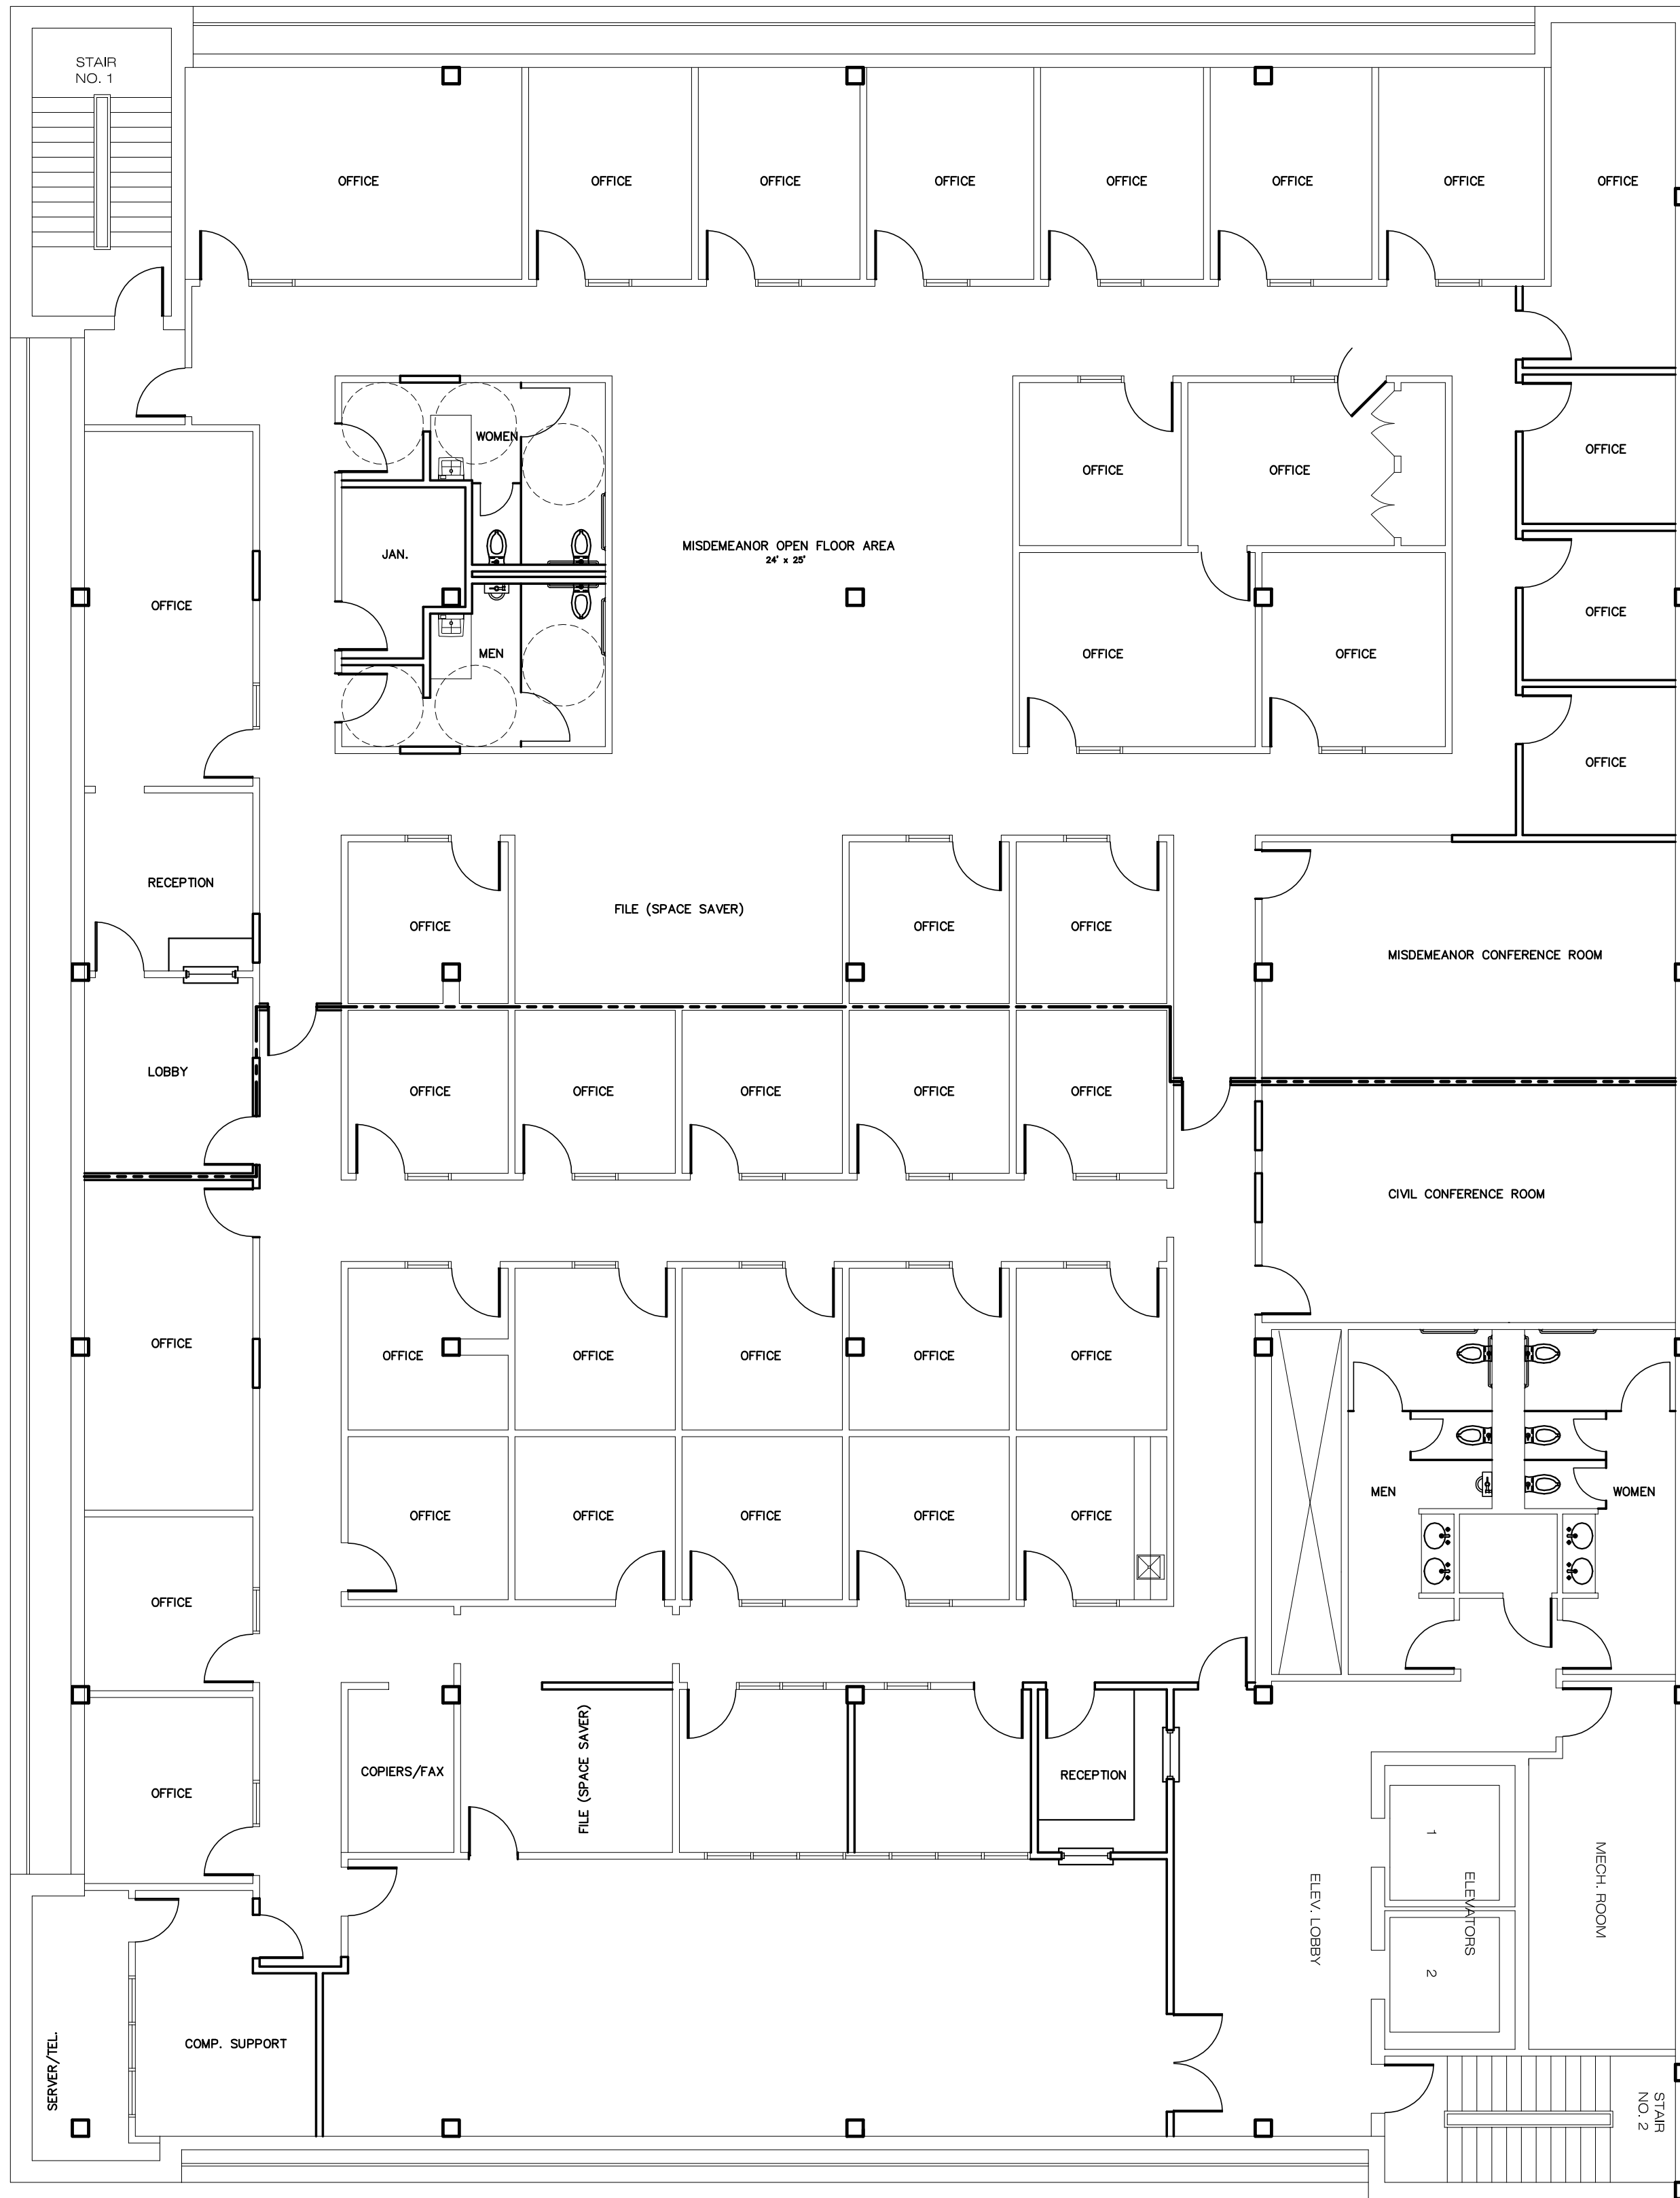 STAIR
NO. 1
OFFICE
OFFICE
OFFICE
OFFICE
OFFICE
OFFICE
OFFICE
OFFICE
WOMEN
OFFICE
OFFICE
OFFICE
MISDEMEANOR OPEN FLOOR AREA
24' x 25'
JAN.
OFFICE
OFFICE
MEN
OFFICE
OFFICE
OFFICE
RECEPTION
FILE (SPACE SAVER)
OFFICE
OFFICE
OFFICE
MISDEMEANOR CONFERENCE ROOM
LOBBY
OFFICE
OFFICE
OFFICE
OFFICE
OFFICE
CIVIL CONFERENCE ROOM
OFFICE
OFFICE
OFFICE
OFFICE
OFFICE
OFFICE
MEN
WOMEN
OFFICE
OFFICE
OFFICE
OFFICE
OFFICE
OFFICE
COPIERS/FAX
FILE (SPACE SAVER)
RECEPTION
OFFICE
1
ELEV. LOBBY
ELEVATORS
MECH. ROOM
2
COMP. SUPPORT
SERVER/TEL.
STAIR
NO. 2